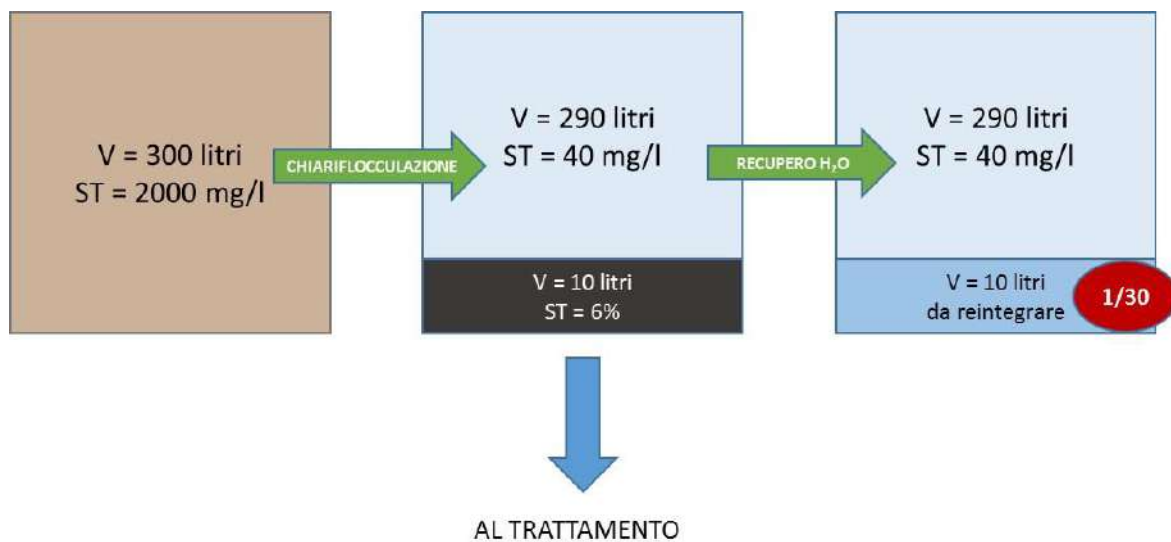 V = 300 litri
ST = 2000 mg/l
CHIARIFLOCCULAZIONE
V = 290 litri
ST = 40 mg/l
V = 10 litri
ST = 6%
RECUPERO H₂O
V = 290 litri
ST = 40 mg/l
V = 10 litri
da reintegrare
1/30
AL TRATTAMENTO